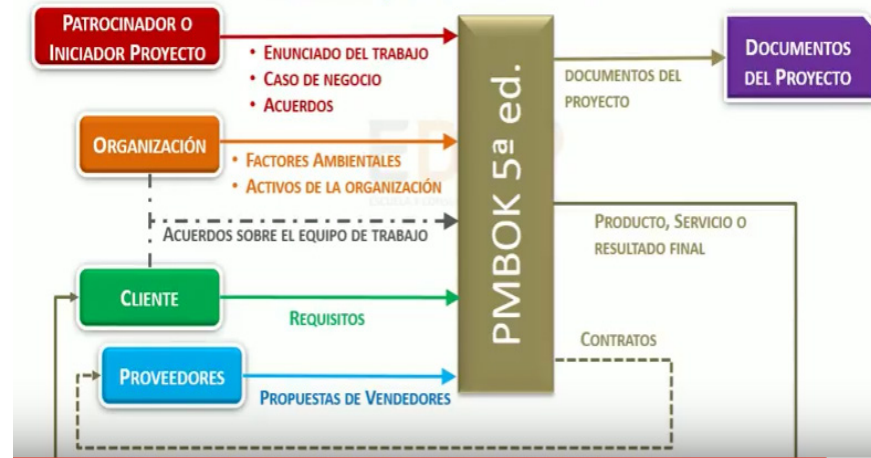 PATROCINADOR O
INICIADOR PROYECTO
• ENUNCIADO DEL TRABAJO
• CASO DE NEGOCIO
• ACUERDOS
ORGANIZACIÓN
• FACTORES AMBIENTALES
• ACTIVOS DE LA ORGANIZACIÓN
ACUERDOS SOBRE EL EQUIPO DE TRABAJO
CLIENTE
REQUISITOS
PROVEEDORES
PROPUESTAS DE VENDEDORES
PMBOK 5ª ed.
DOCUMENTOS DEL
PROYECTO
DOCUMENTOS
DEL PROYECTO
PRODUCTO, SERVICIO O
RESULTADO FINAL
CONTRATOS